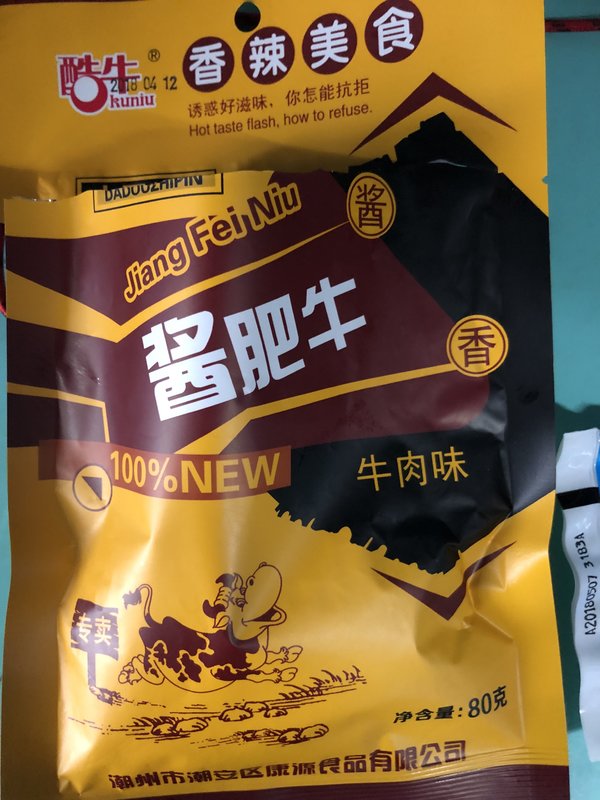 酷牛®
kuniu
2018 04 12
香辣美食
诱惑好滋味，你怎能抗拒
Hot taste flash, how to refuse.
DADOUZHIPIN
Jiang Fei Niu
酱
酱肥牛
香
100%NEW
牛肉味
专卖
净含量:80克
潮州市潮安区康源食品有限公司
A20180507 3183A